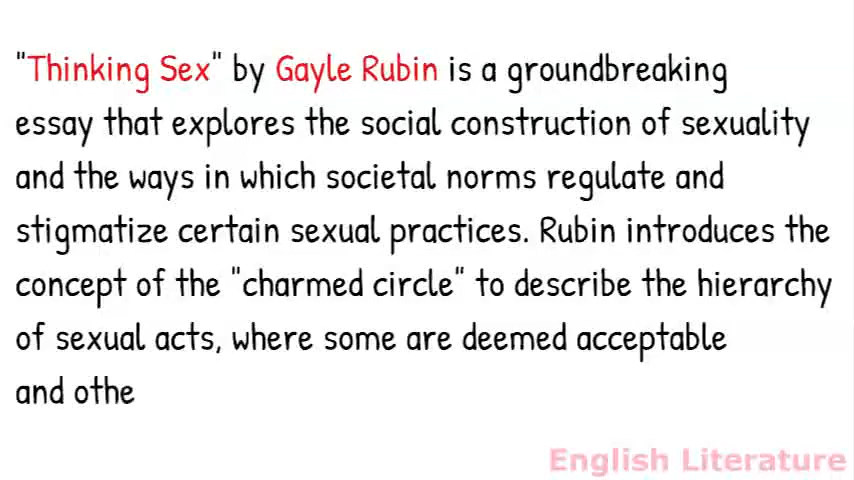 "Thinking Sex" by Gayle Rubin is a groundbreaking
essay that explores the social construction of sexuality
and the ways in which societal norms regulate and
stigmatize certain sexual practices. Rubin introduces the
concept of the "charmed circle" to describe the hierarchy
of sexual acts, where some are deemed acceptable
and othe
English Literature